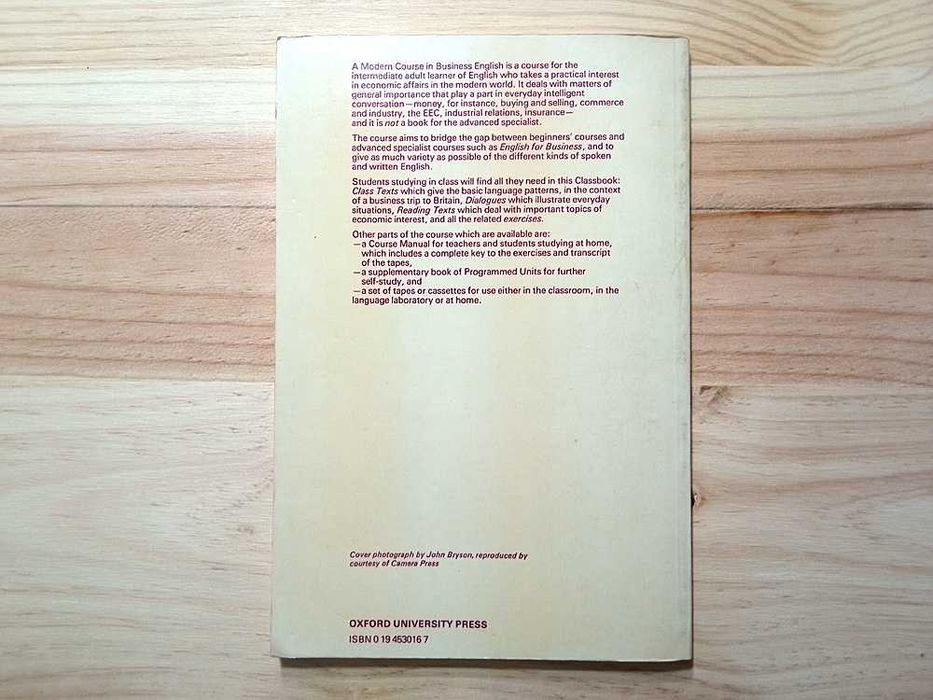 A Modern Course in Business English is a course for the
intermediate adult learner of English who takes a practical interest
in economic affairs in the modern world. It deals with matters of
general importance that play a part in everyday intelligent
conversation—money, for instance, buying and selling, commerce
and industry, the EEC, industrial relations, insurance—
and it is not a book for the advanced specialist.
The course aims to bridge the gap between beginners' courses and
advanced specialist courses such as English for Business, and to
give as much variety as possible of the different kinds of spoken
and written English.
Students studying in class will find all they need in this Classbook:
Class Texts which give the basic language patterns, in the context
of a business trip to Britain, Dialogues which illustrate everyday
situations, Reading Texts which deal with important topics of
economic interest, and all the related exercises.
Other parts of the course which are available are:
—a Course Manual for teachers and students studying at home,
which includes a complete key to the exercises and transcript
of the tapes,
—a supplementary book of Programmed Units for further
self-study, and
—a set of tapes or cassettes for use either in the classroom, in the
language laboratory or at home.
Cover photograph by John Bryson, reproduced by
courtesy of Camera Press
OXFORD UNIVERSITY PRESS
ISBN 0 19 453016 7